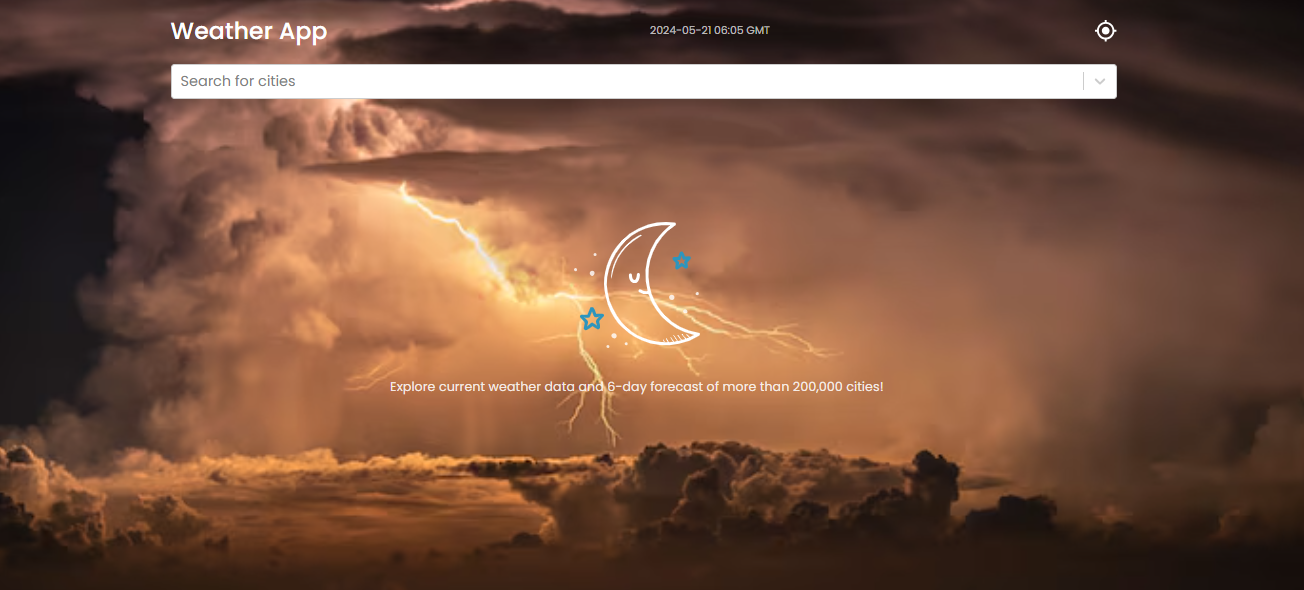 Weather App
2024-05-21 06:05 GMT
Search for cities
Explore current weather data and 6-day forecast of more than 200,000 cities!